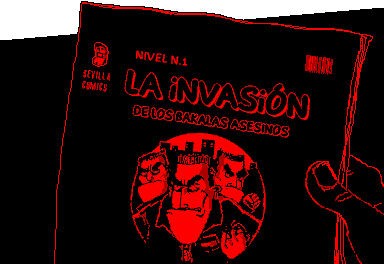 NIVEL N.1
SEVILLA
COMICS
LA iNVASiÓN
DE LOS BAKALAS ASESINOS